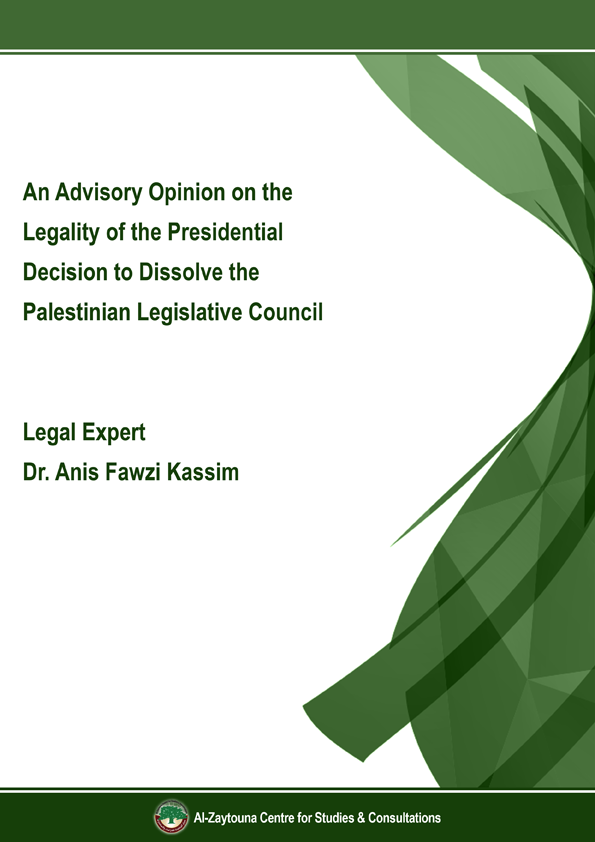 An Advisory Opinion on the
Legality of the Presidential
Decision to Dissolve the
Palestinian Legislative Council
Legal Expert
Dr. Anis Fawzi Kassim
Al-Zaytouna Centre for Studies & Consultations